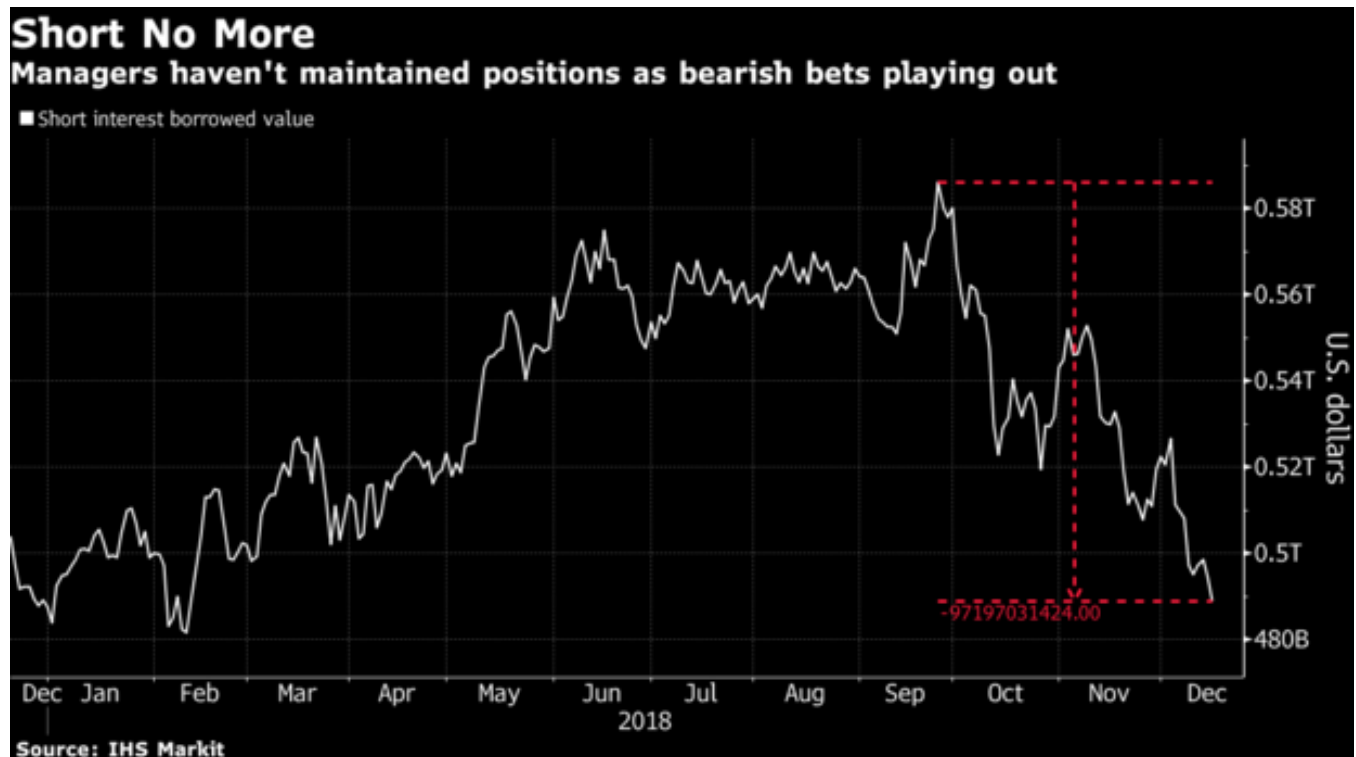 Short No More
Managers haven't maintained positions as bearish bets playing out
Short interest borrowed value
0.58T
0.56T
0.54T
0.52T
0.5T
480B
U.S. dollars
-97197031424.00
Dec Jan Feb Mar Apr May Jun Jul Aug Sep Oct Nov Dec
2018
Source: IHS Markit